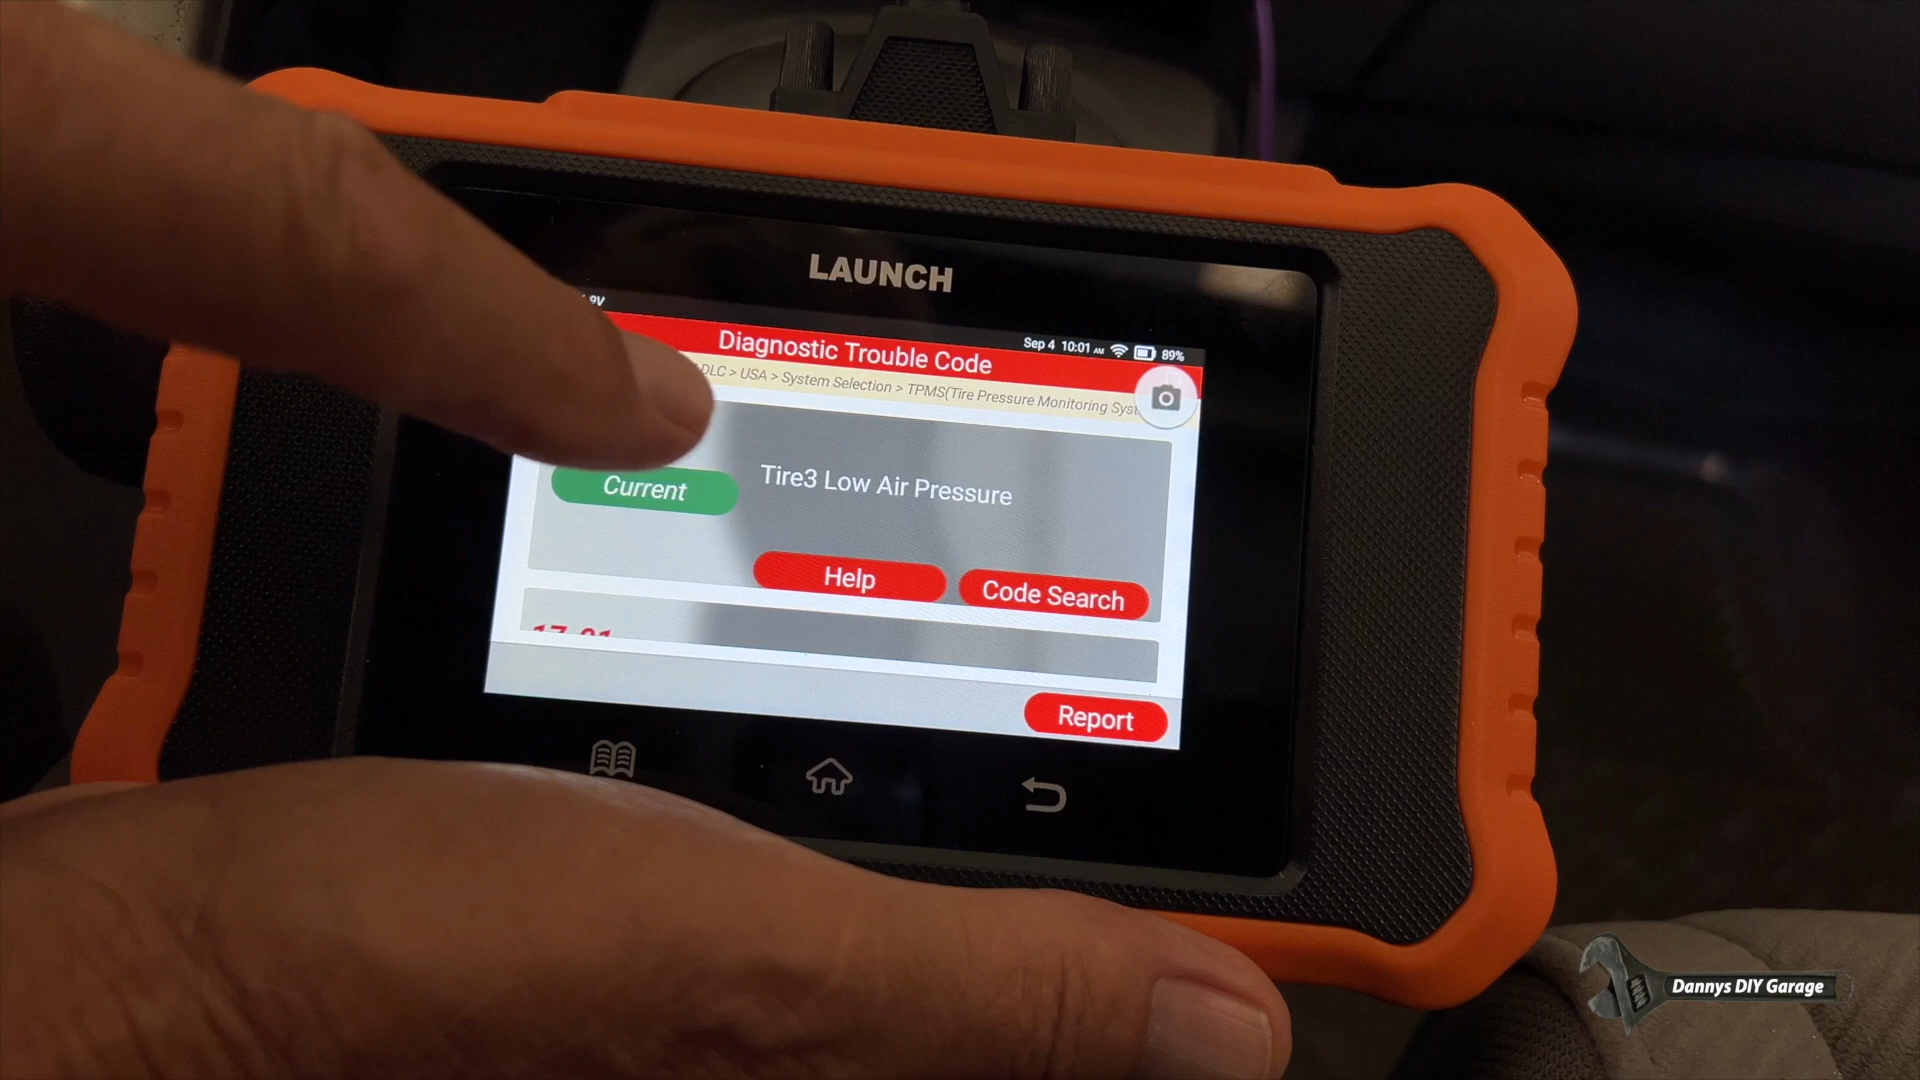 LAUNCH
9V
Sep 4 10:01 AM 89%
Diagnostic Trouble Code
DLC > USA > System Selection > TPMS(Tire Pressure Monitoring Syst
Current
Tire3 Low Air Pressure
Help
Code Search
Report
Dannys DIY Garage